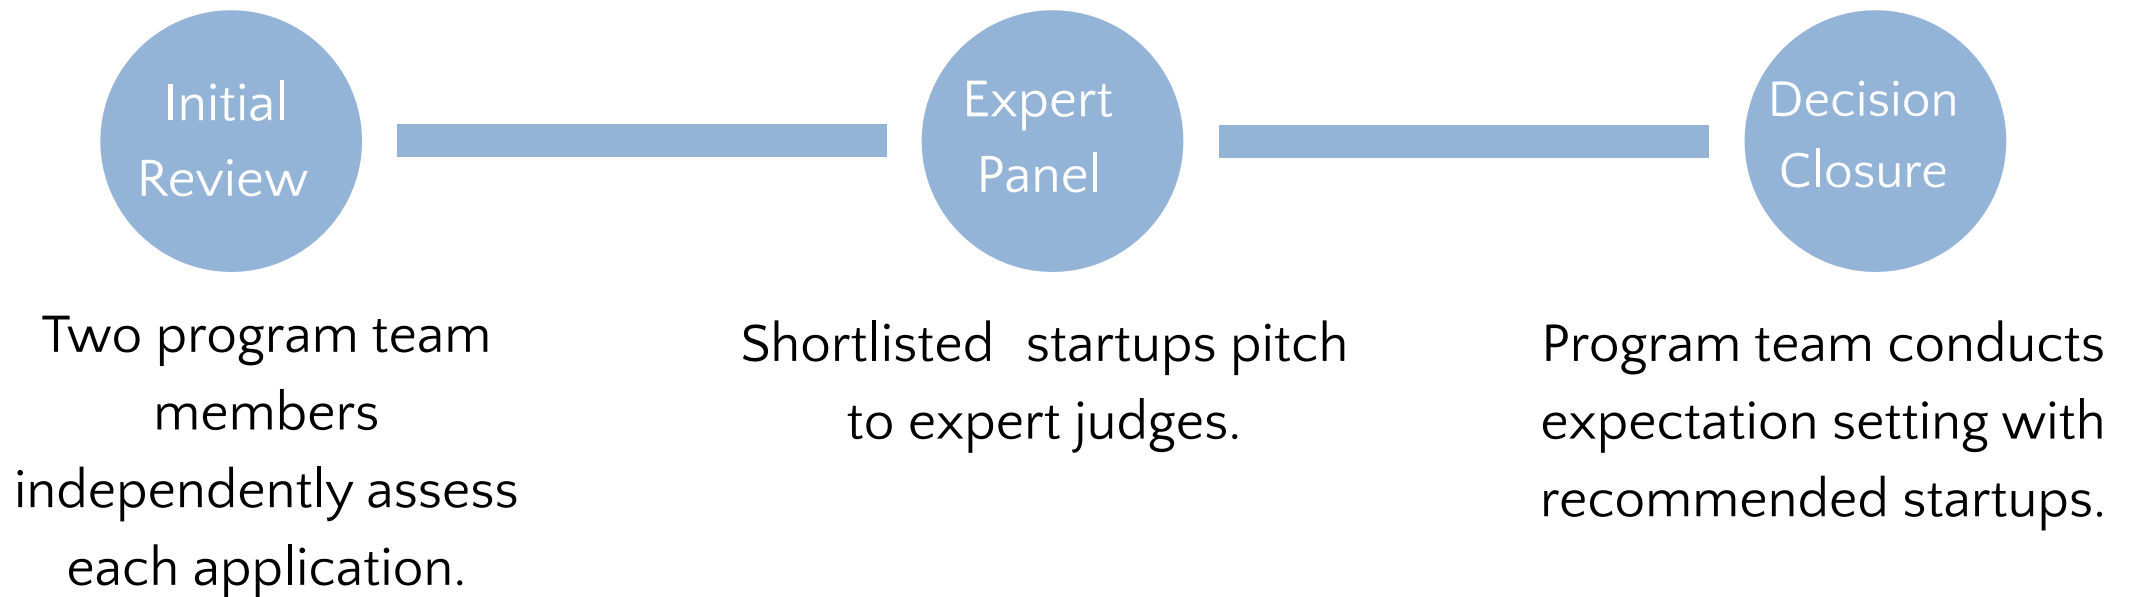 Initial
Review
Two program team
members
independently assess
each application.
Expert
Panel
Shortlisted startups pitch
to expert judges.
Decision
Closure
Program team conducts
expectation setting with
recommended startups.